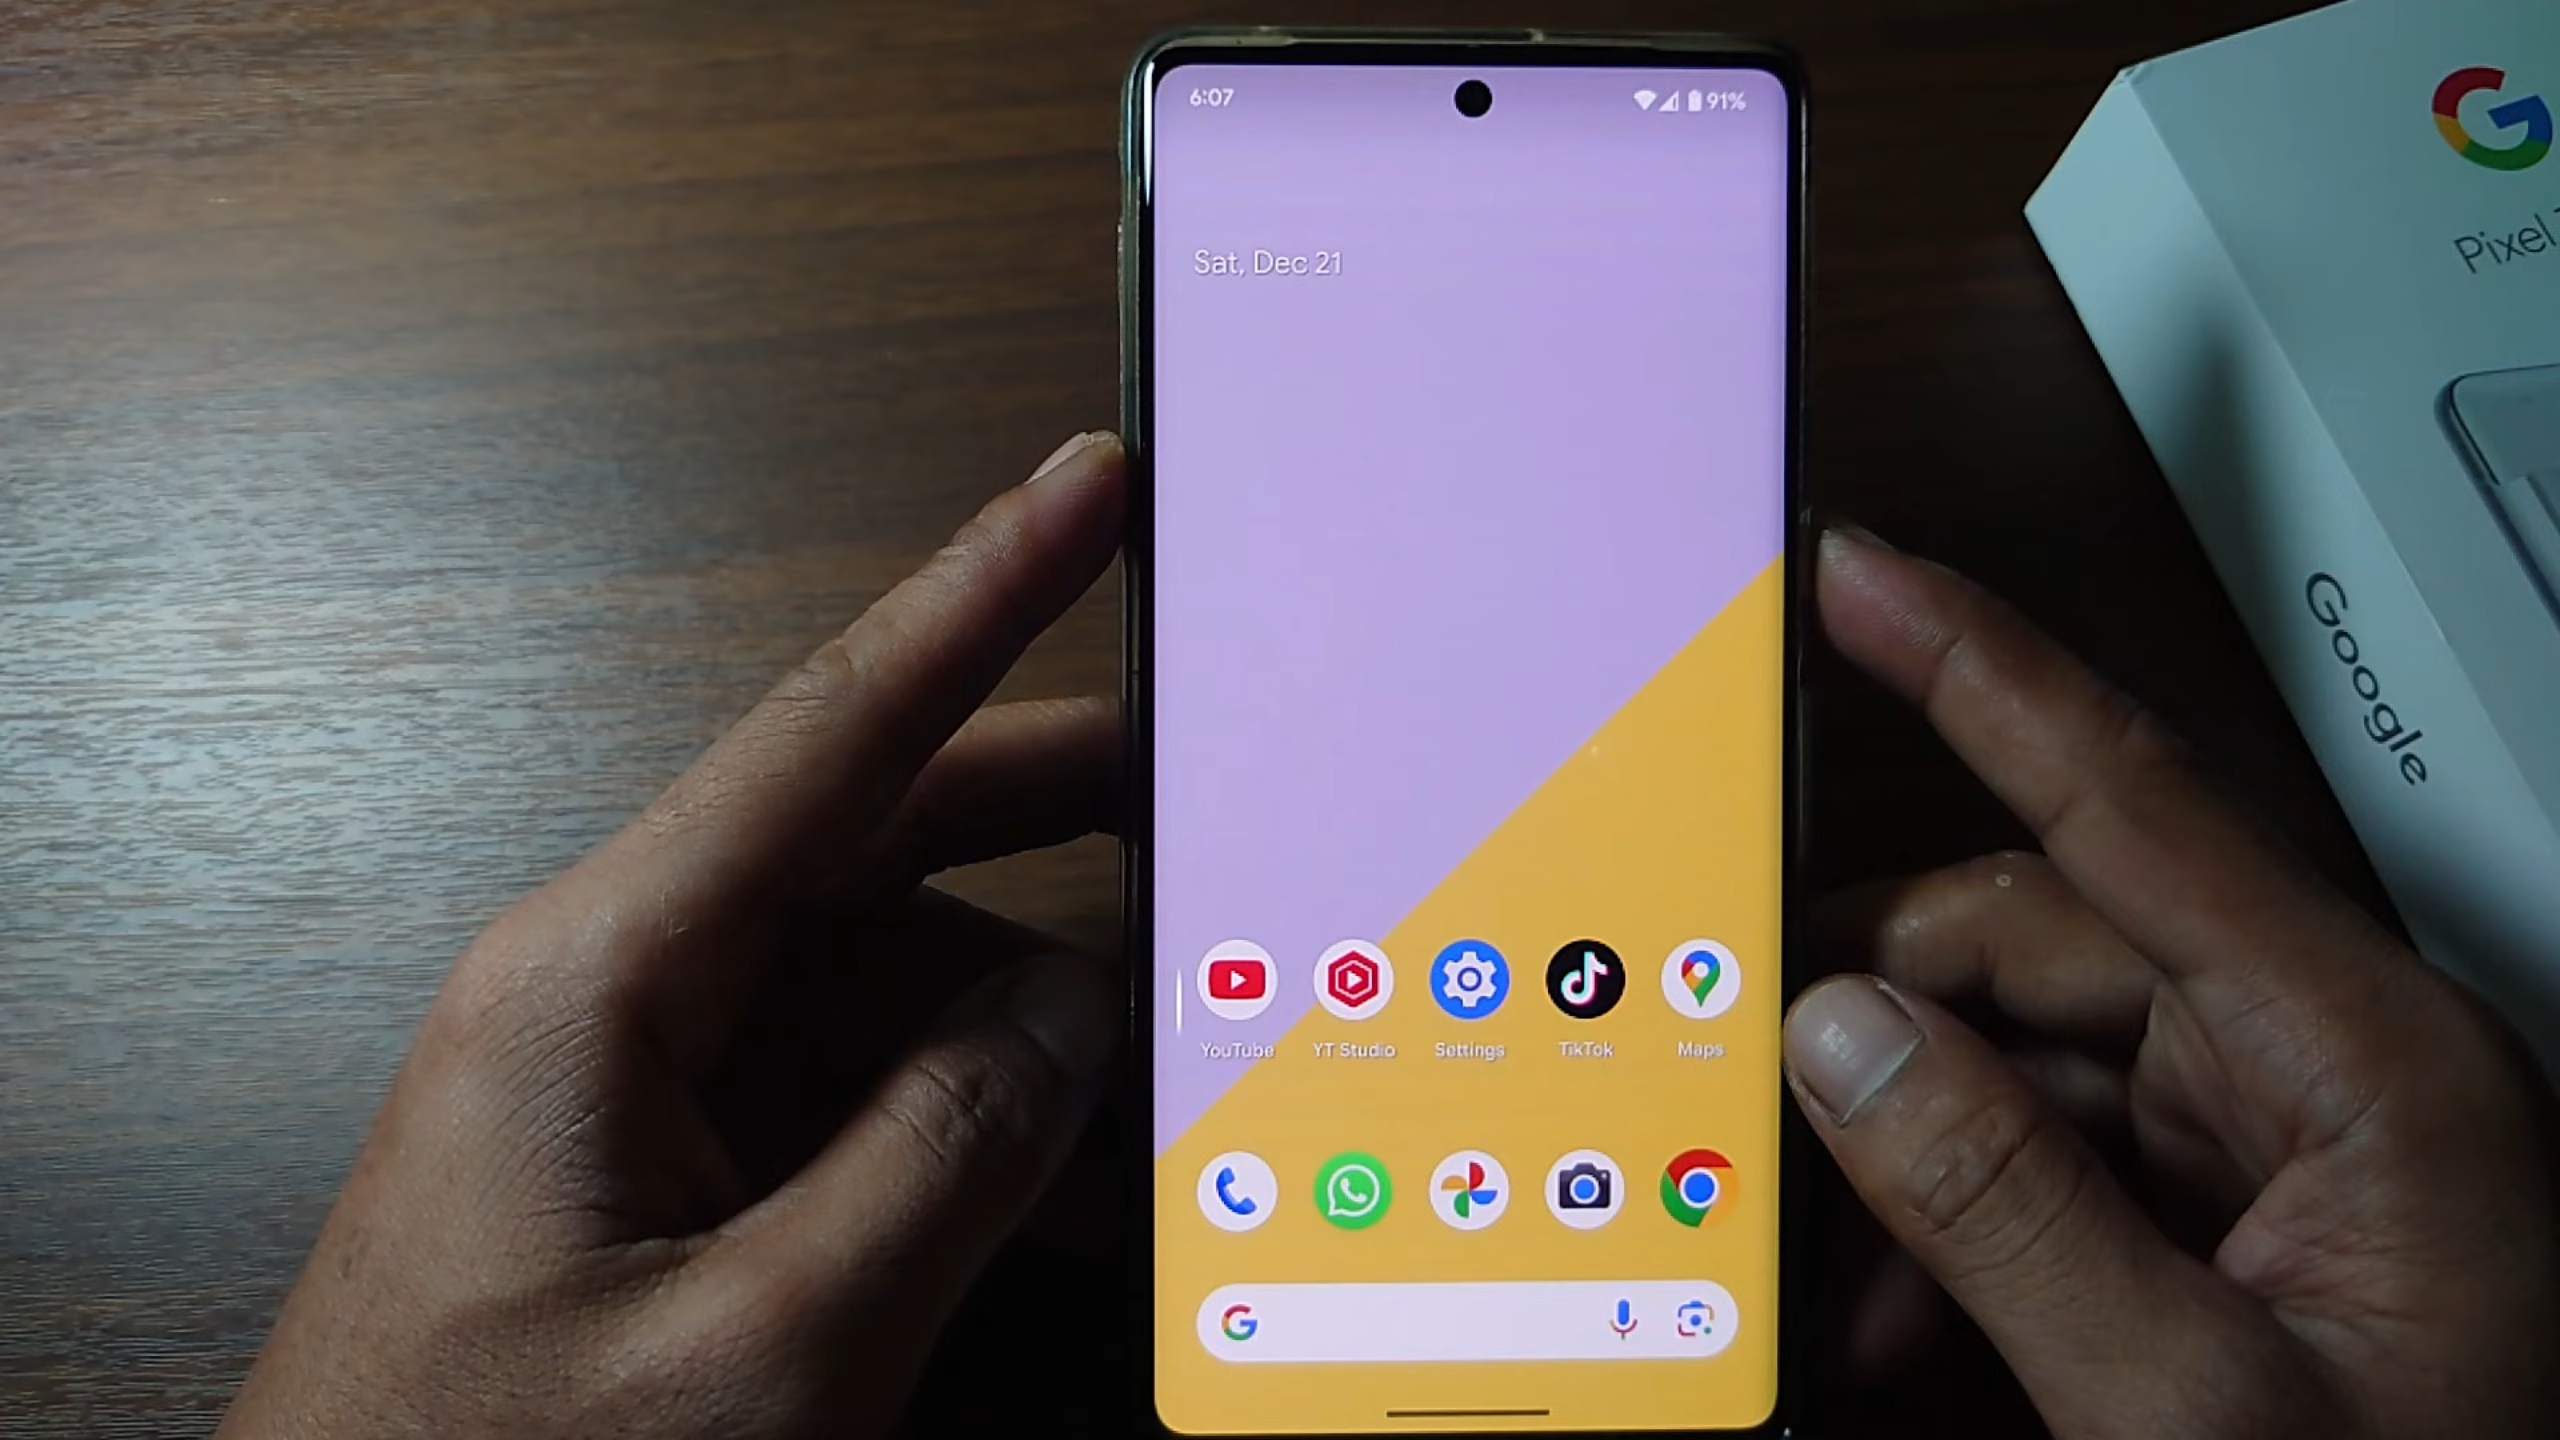 6:07
91%
Sat, Dec 21
YouTube
YT Studio
Settings
TikTok
Maps
G
G
Pixel
Google